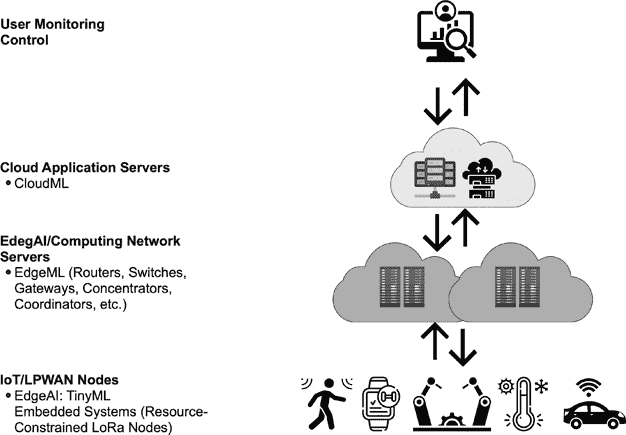 User Monitoring
Control
Cloud Application Servers
• CloudML
EdegAI/Computing Network
Servers
• EdgeML (Routers, Switches,
Gateways, Concentrators,
Coordinators, etc.)
IoT/LPWAN Nodes
• EdgeAI: TinyML
Embedded Systems (Resource-
Constrained LoRa Nodes)